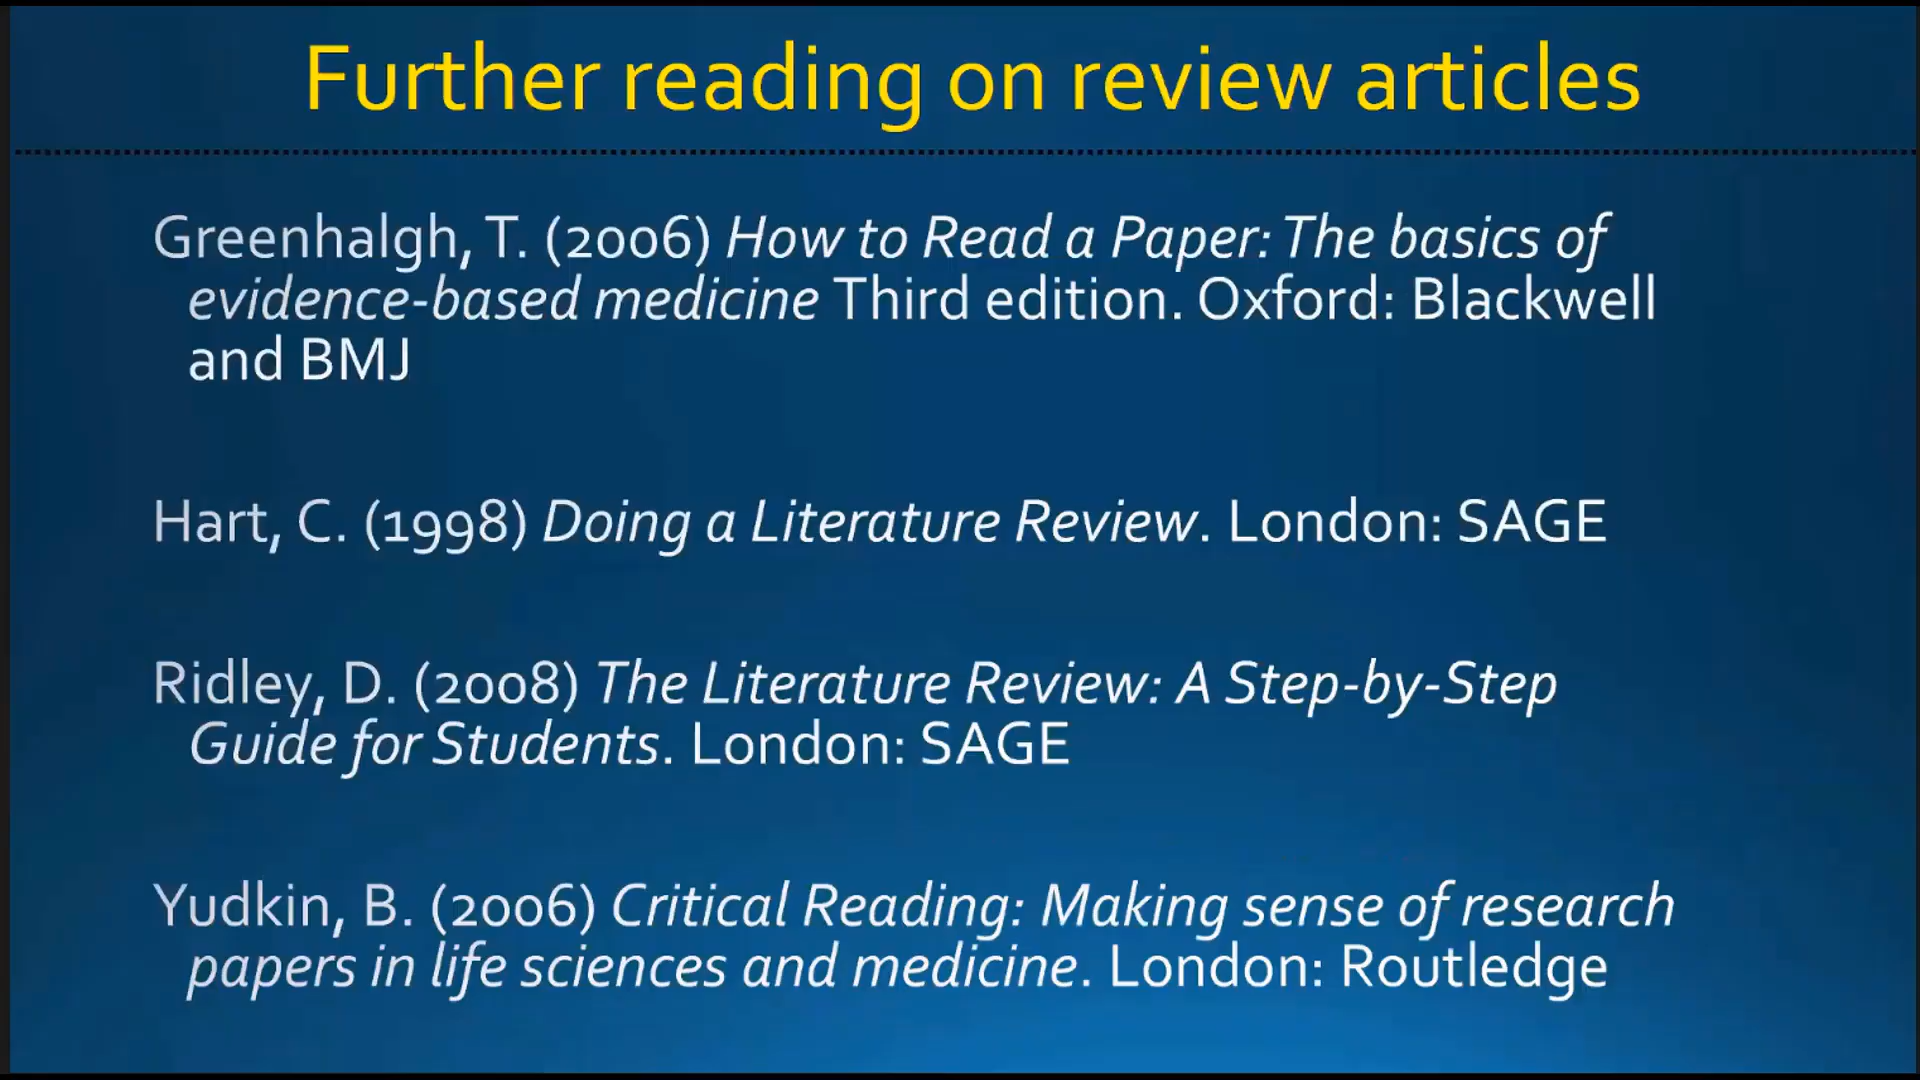 Further reading on review articles
Greenhalgh, T. (2006) How to Read a Paper: The basics of
evidence-based medicine Third edition. Oxford: Blackwell
and BMJ
Hart, C. (1998) Doing a Literature Review. London: SAGE
Ridley, D. (2008) The Literature Review: A Step-by-Step
Guide for Students. London: SAGE
Yudkin, B. (2006) Critical Reading: Making sense of research
papers in life sciences and medicine. London: Routledge